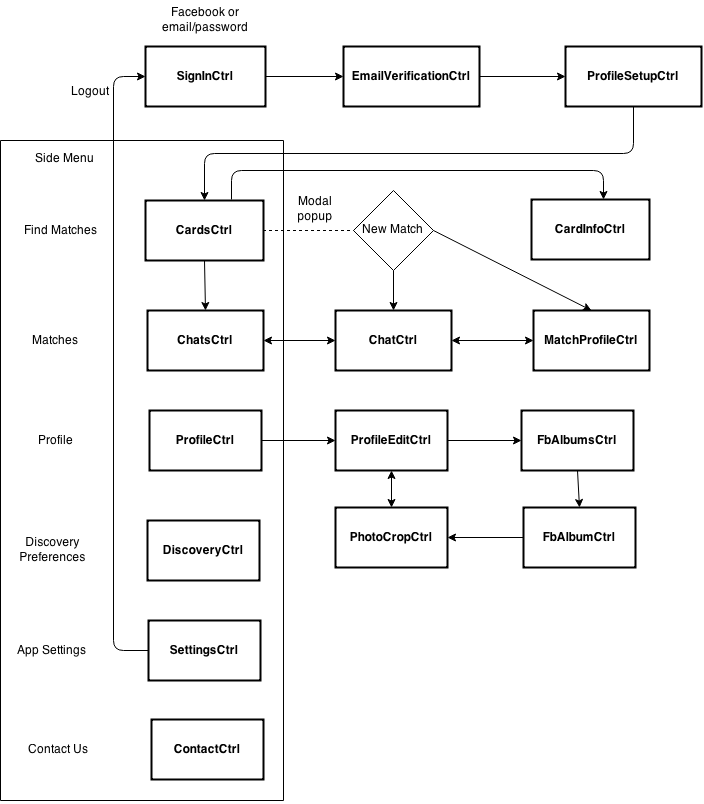 Facebook or
email/password
SignInCtrl
EmailVerificationCtrl
ProfileSetupCtrl
Logout
Side Menu
Find Matches
CardsCtrl
Modal
popup
New Match
CardInfoCtrl
Matches
ChatsCtrl
ChatCtrl
MatchProfileCtrl
Profile
ProfileCtrl
ProfileEditCtrl
FbAlbumsCtrl
PhotoCropCtrl
FbAlbumCtrl
Discovery
Preferences
DiscoveryCtrl
App Settings
SettingsCtrl
Contact Us
ContactCtrl